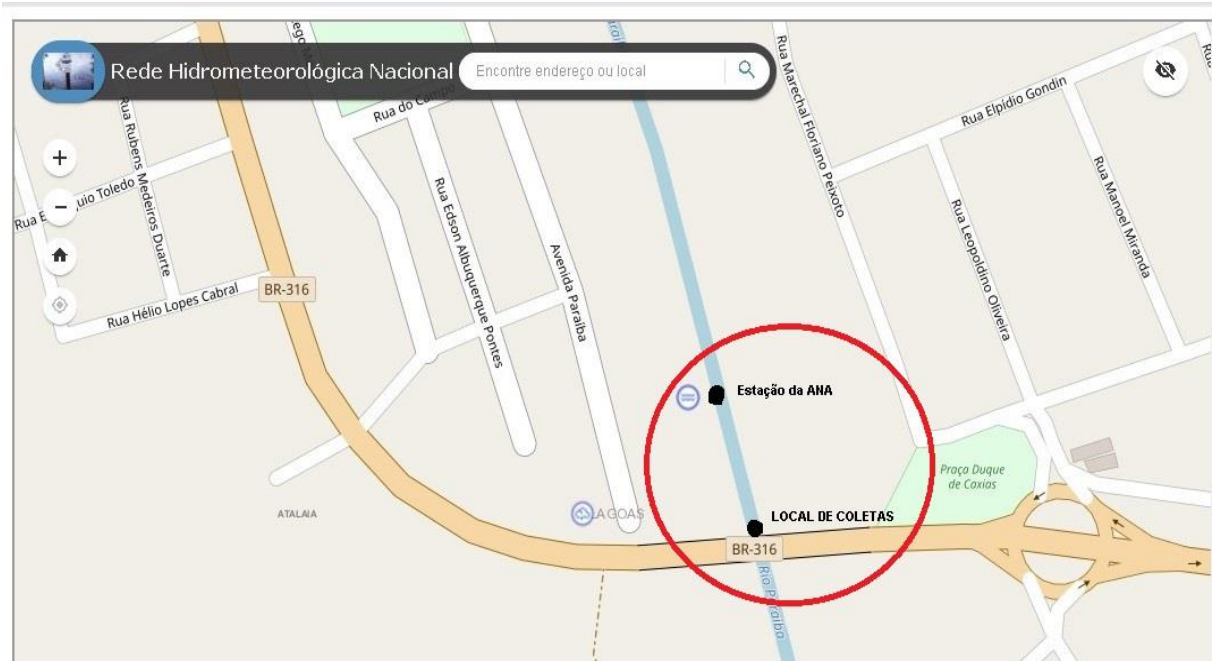 Rede Hidrometeorológica Nacional
Encontre endereço ou local
Rua do Campo
Rua Marechal Floriano Peixoto
Rua Elpídio Gondin
Rua Rubens Medeiros Duarte
Rua Edson Albuquerque Pontes
Rua Manoel Miranda
Rua Leopoldino Oliveira
+
−
Avenida Paraíba
BR-316
Rua Hélio Lopes Cabral
Estação da ANA
Praça Duque
de Caxias
ATALAIA
LAGOAS
LOCAL DE COLETAS
BR-316
Rio Paraíba